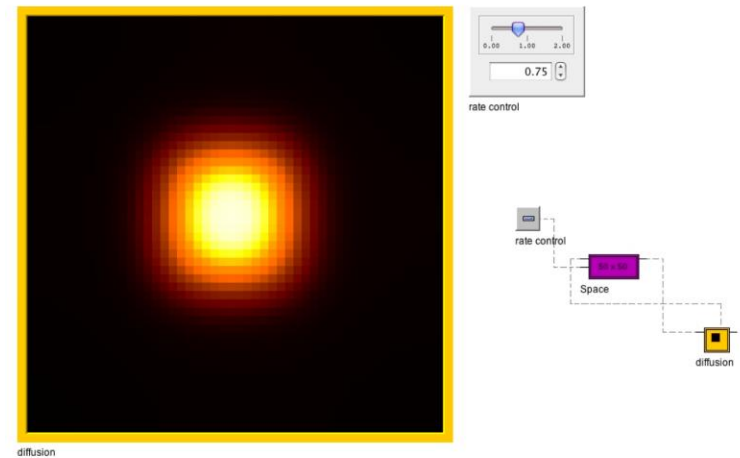 0.00 1.00 2.00
0.75
rate control
rate control
Space
diffusion
diffusion